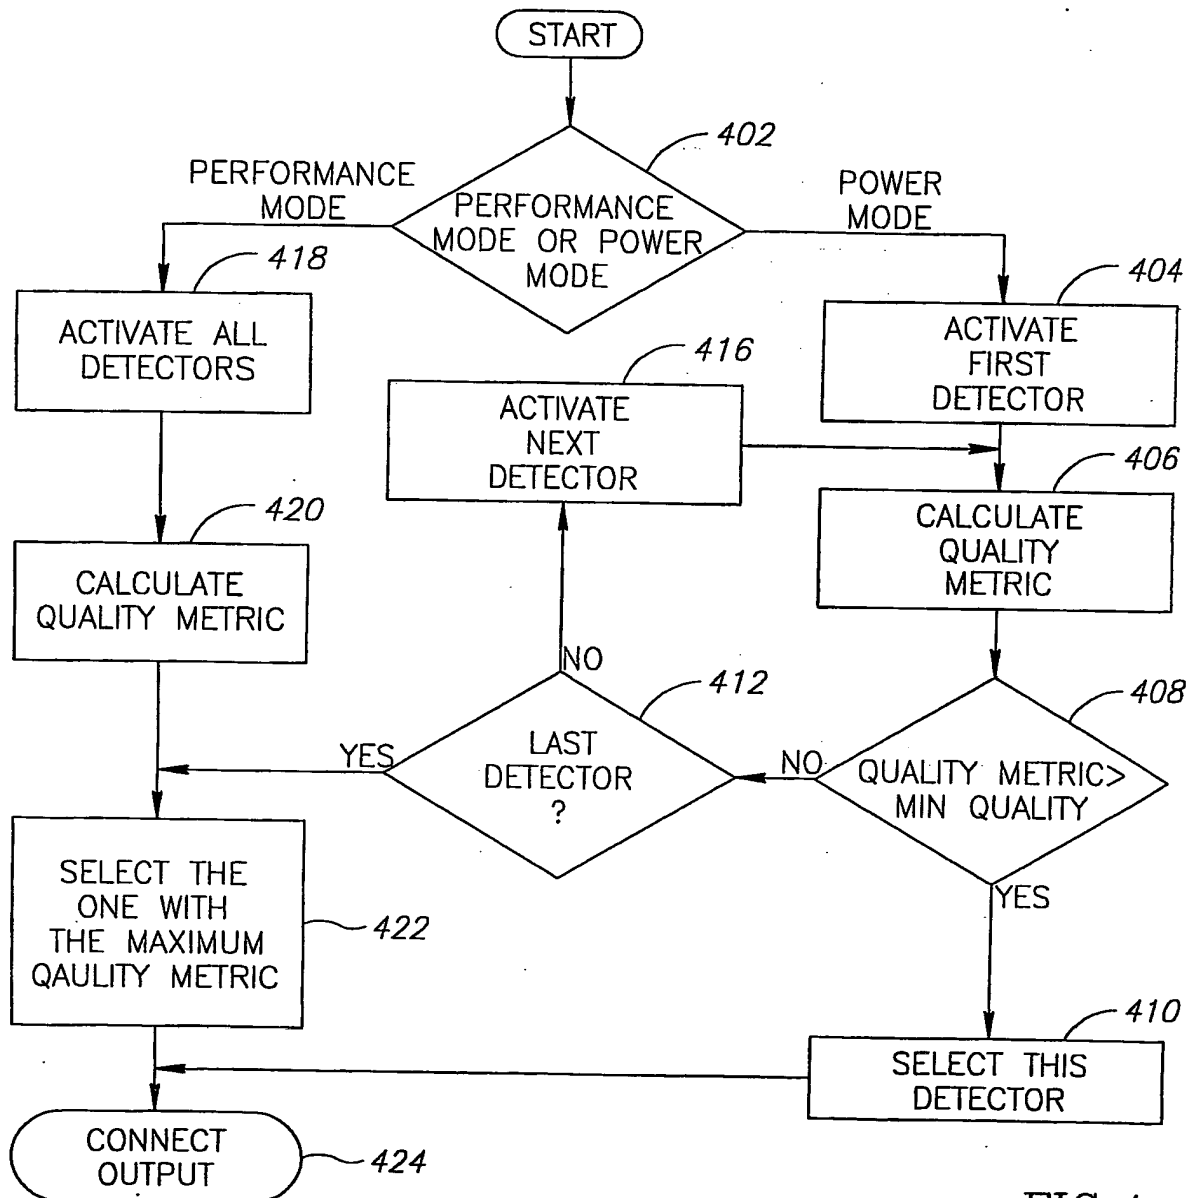 START
402
PERFORMANCE
MODE
POWER
MODE
PERFORMANCE
MODE OR POWER
MODE
418
404
ACTIVATE ALL
DETECTORS
416
ACTIVATE
FIRST
DETECTOR
ACTIVATE
NEXT
DETECTOR
406
420
CALCULATE
QUALITY
METRIC
CALCULATE
QUALITY METRIC
NO
412
408
YES
LAST
DETECTOR
?
NO
QUALITY METRIC>
MIN QUALITY
SELECT THE
ONE WITH
THE MAXIMUM
QAULITY METRIC
422
YES
410
SELECT THIS
DETECTOR
CONNECT
OUTPUT
424